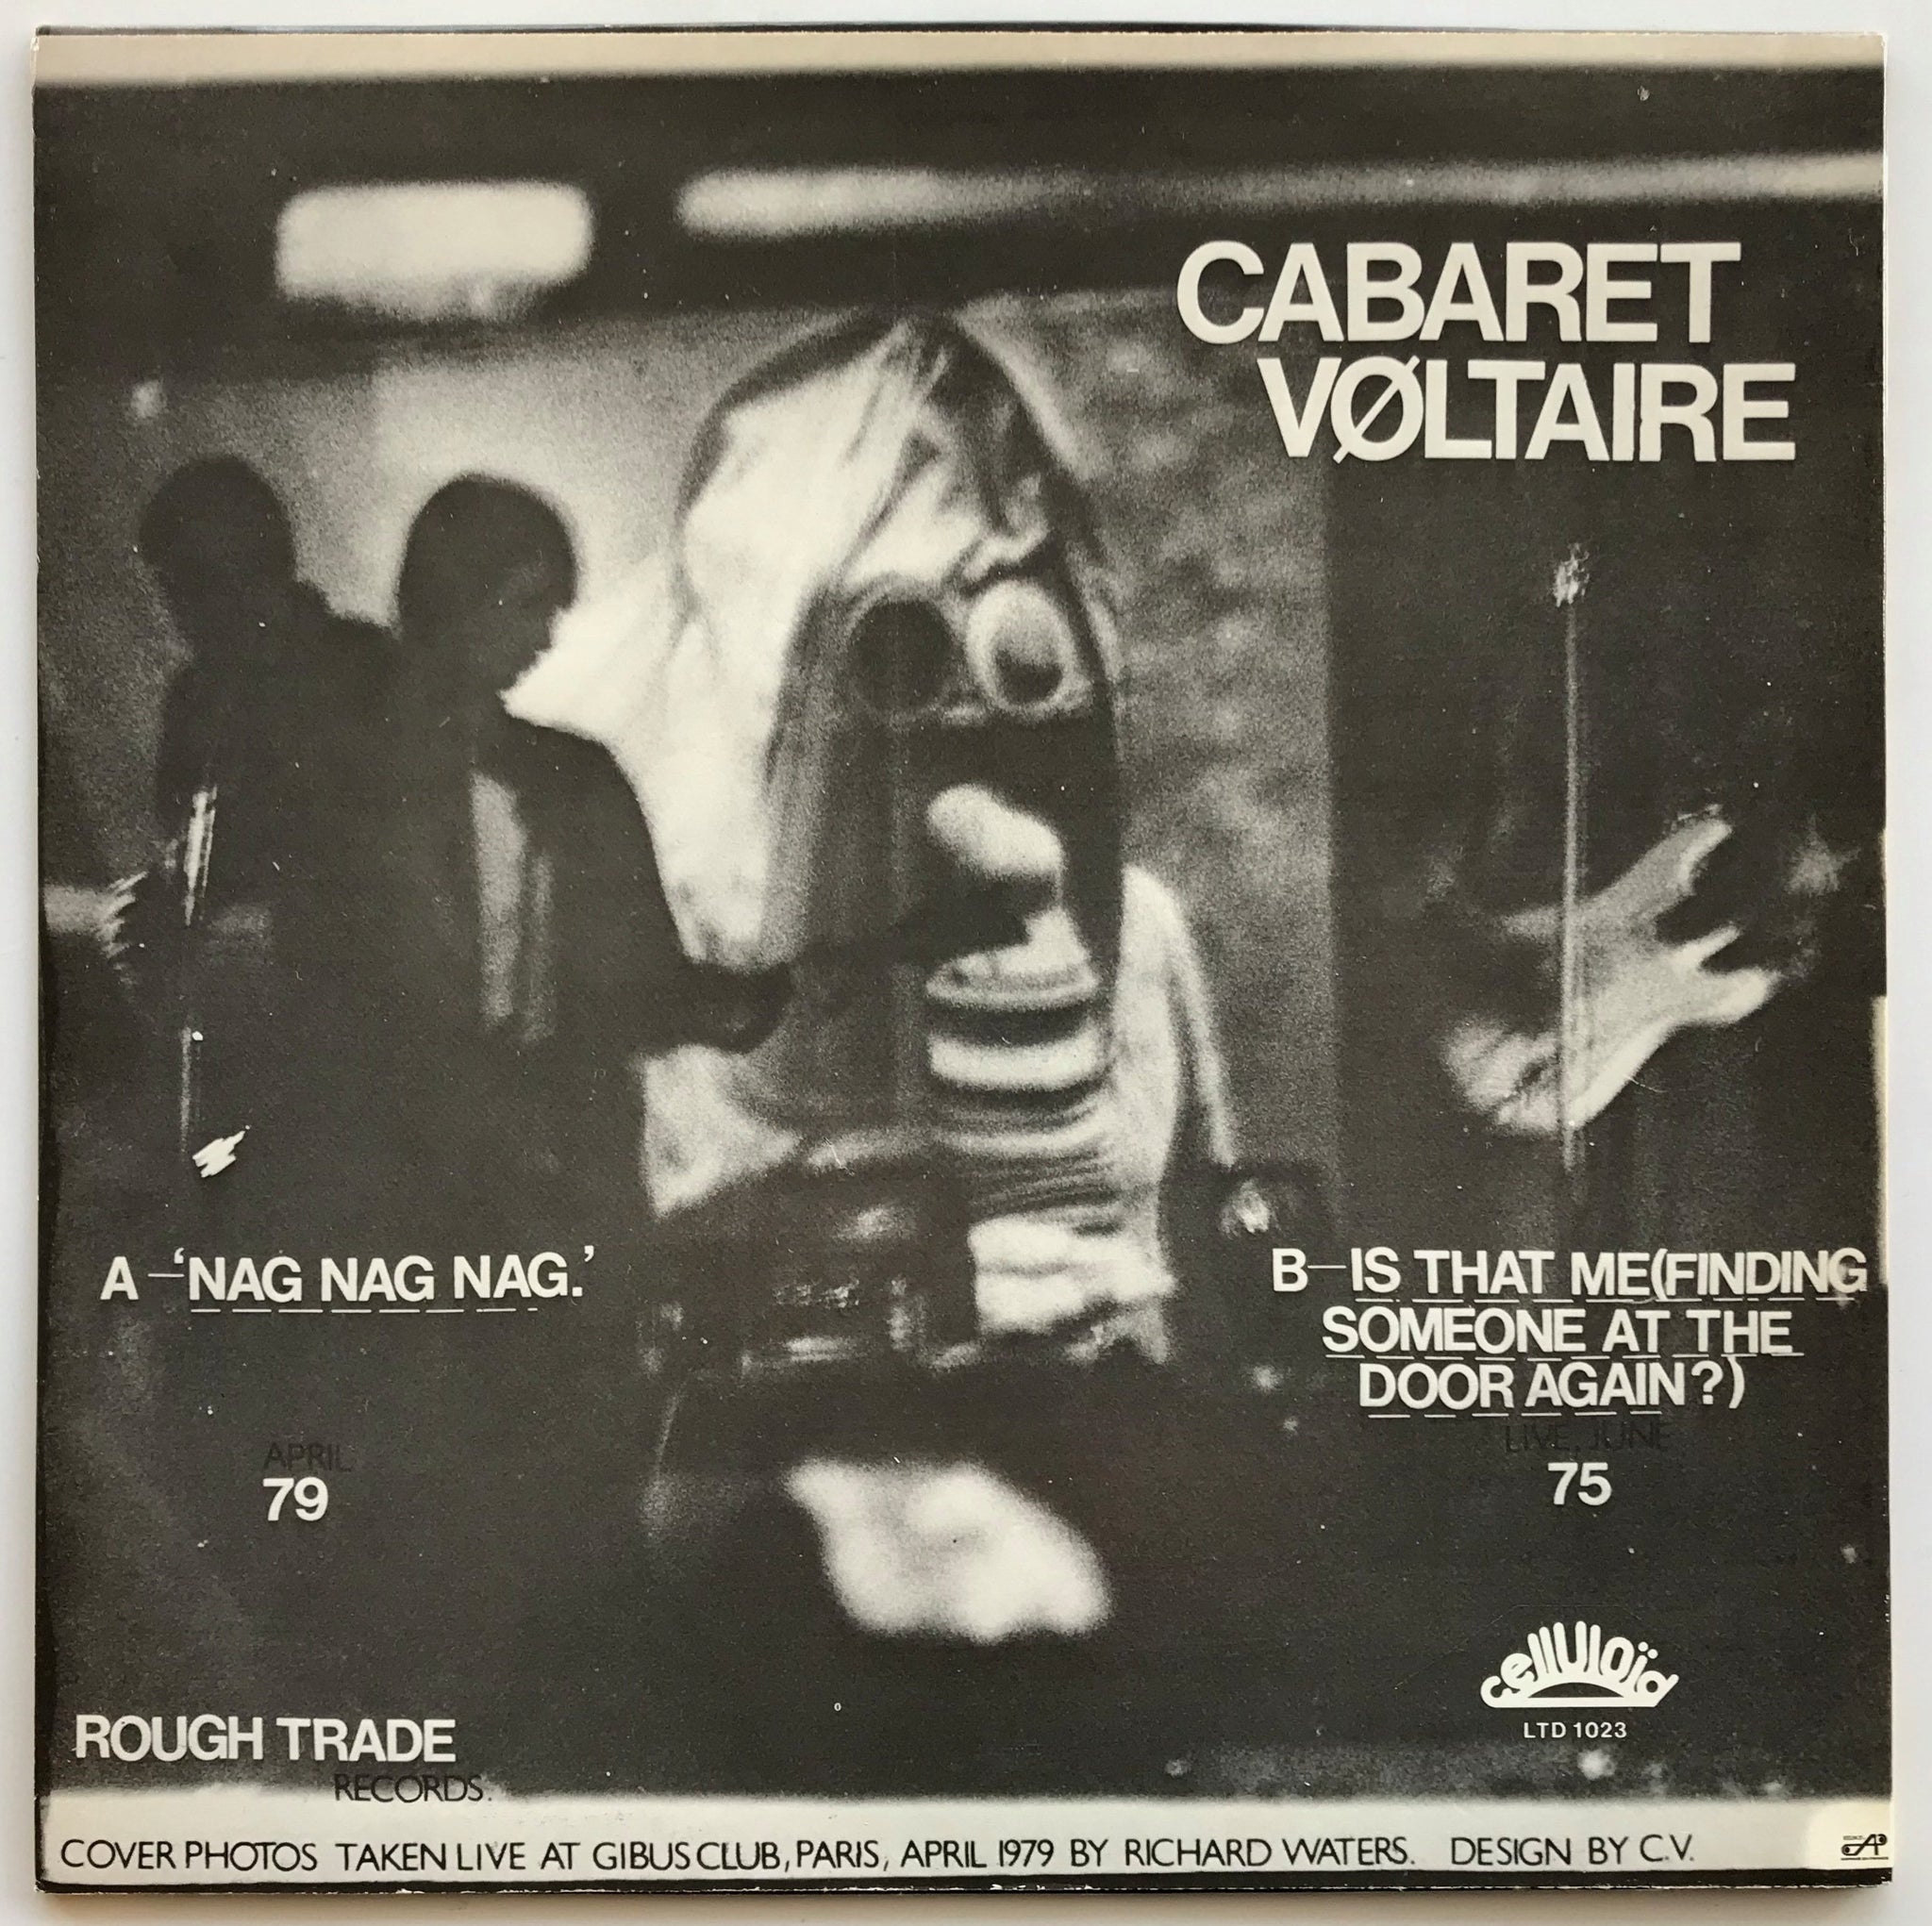 CABARET
VØLTAIRE
A–‘NAG NAG NAG.’
APRIL
79
B–IS THAT ME(FINDING
SOMEONE AT THE
DOOR AGAIN?)
LIVE, JUNE
75
celluloïd
LTD 1023
ROUGH TRADE
RECORDS.
COVER PHOTOS TAKEN LIVE AT GIBUS CLUB, PARIS, APRIL 1979 BY RICHARD WATERS. DESIGN BY C.V.